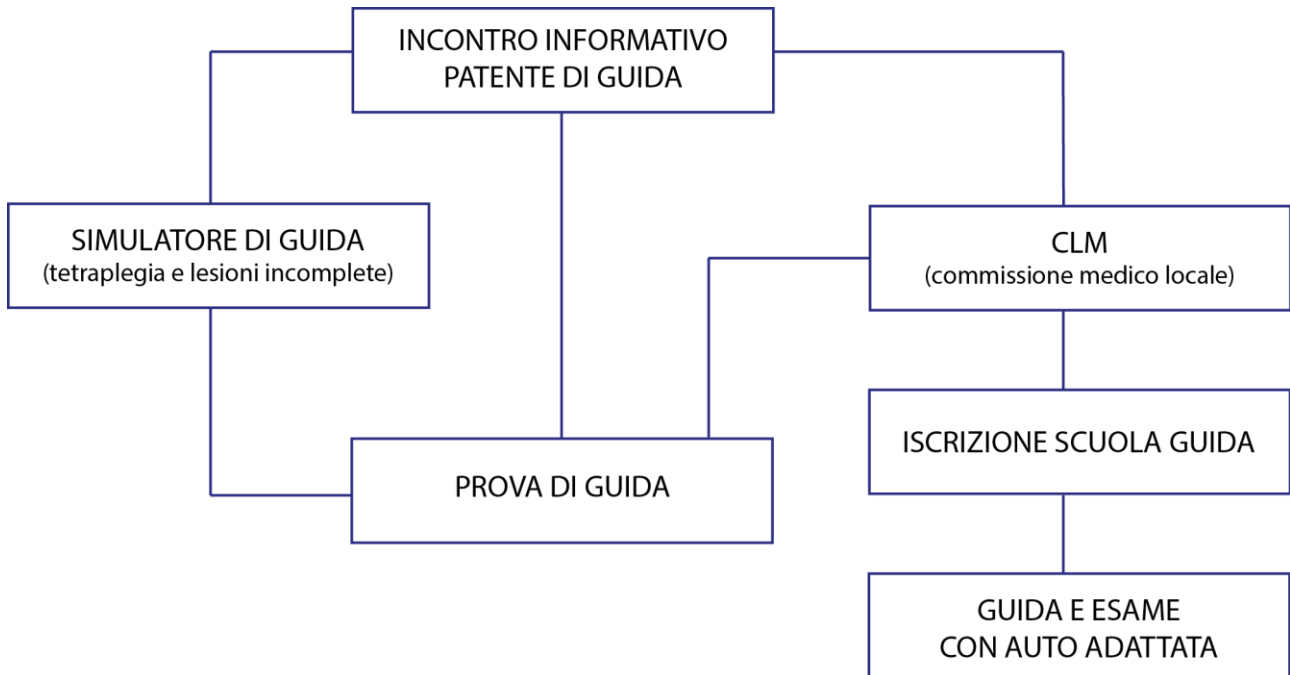 INCONTRO INFORMATIVO
PATENTE DI GUIDA
SIMULATORE DI GUIDA
(tetraplegia e lesioni incomplete)
CLM
(commissione medico locale)
ISCRIZIONE SCUOLA GUIDA
PROVA DI GUIDA
GUIDA E ESAME
CON AUTO ADATTATA